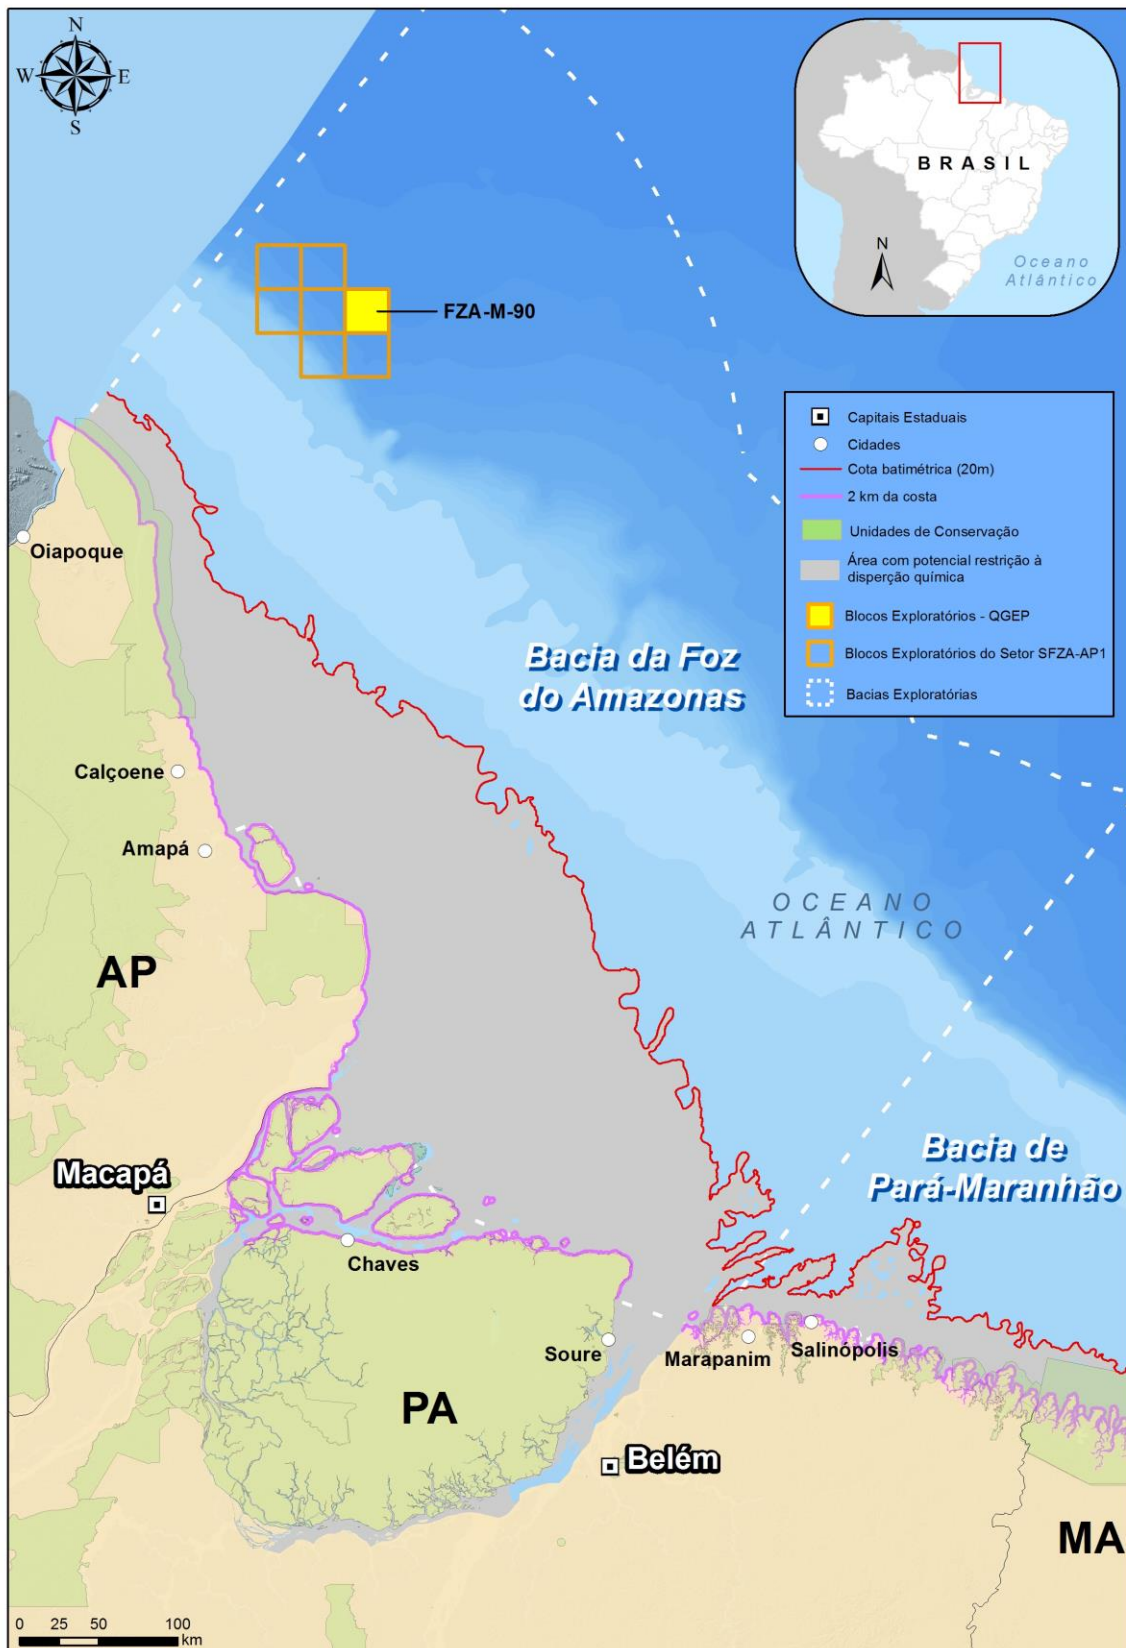 N
W
E
S
BRASIL
N
Oceano
Atlântico
FZA-M-90
Capitais Estaduais
Cidades
Cota batimétrica (20m)
2 km da costa
Unidades de Conservação
Área com potencial restrição à
disperção química
Blocos Exploratórios - QGEP
Blocos Exploratórios do Setor SFZA-AP1
Bacias Exploratórias
Oiapoque
Bacia da Foz
do Amazonas
Calçoene
Amapá
OCEANO
ATLÂNTICO
AP
Bacia de
Pará-Maranhão
Macapá
Chaves
Soure
Marapanim
Salinópolis
PA
Belém
MA
0 25 50 100
km